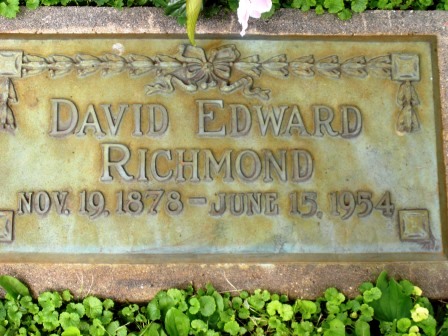 DAVID EDWARD
RICHMOND
NOV. 19, 1878 – JUNE 15, 1954